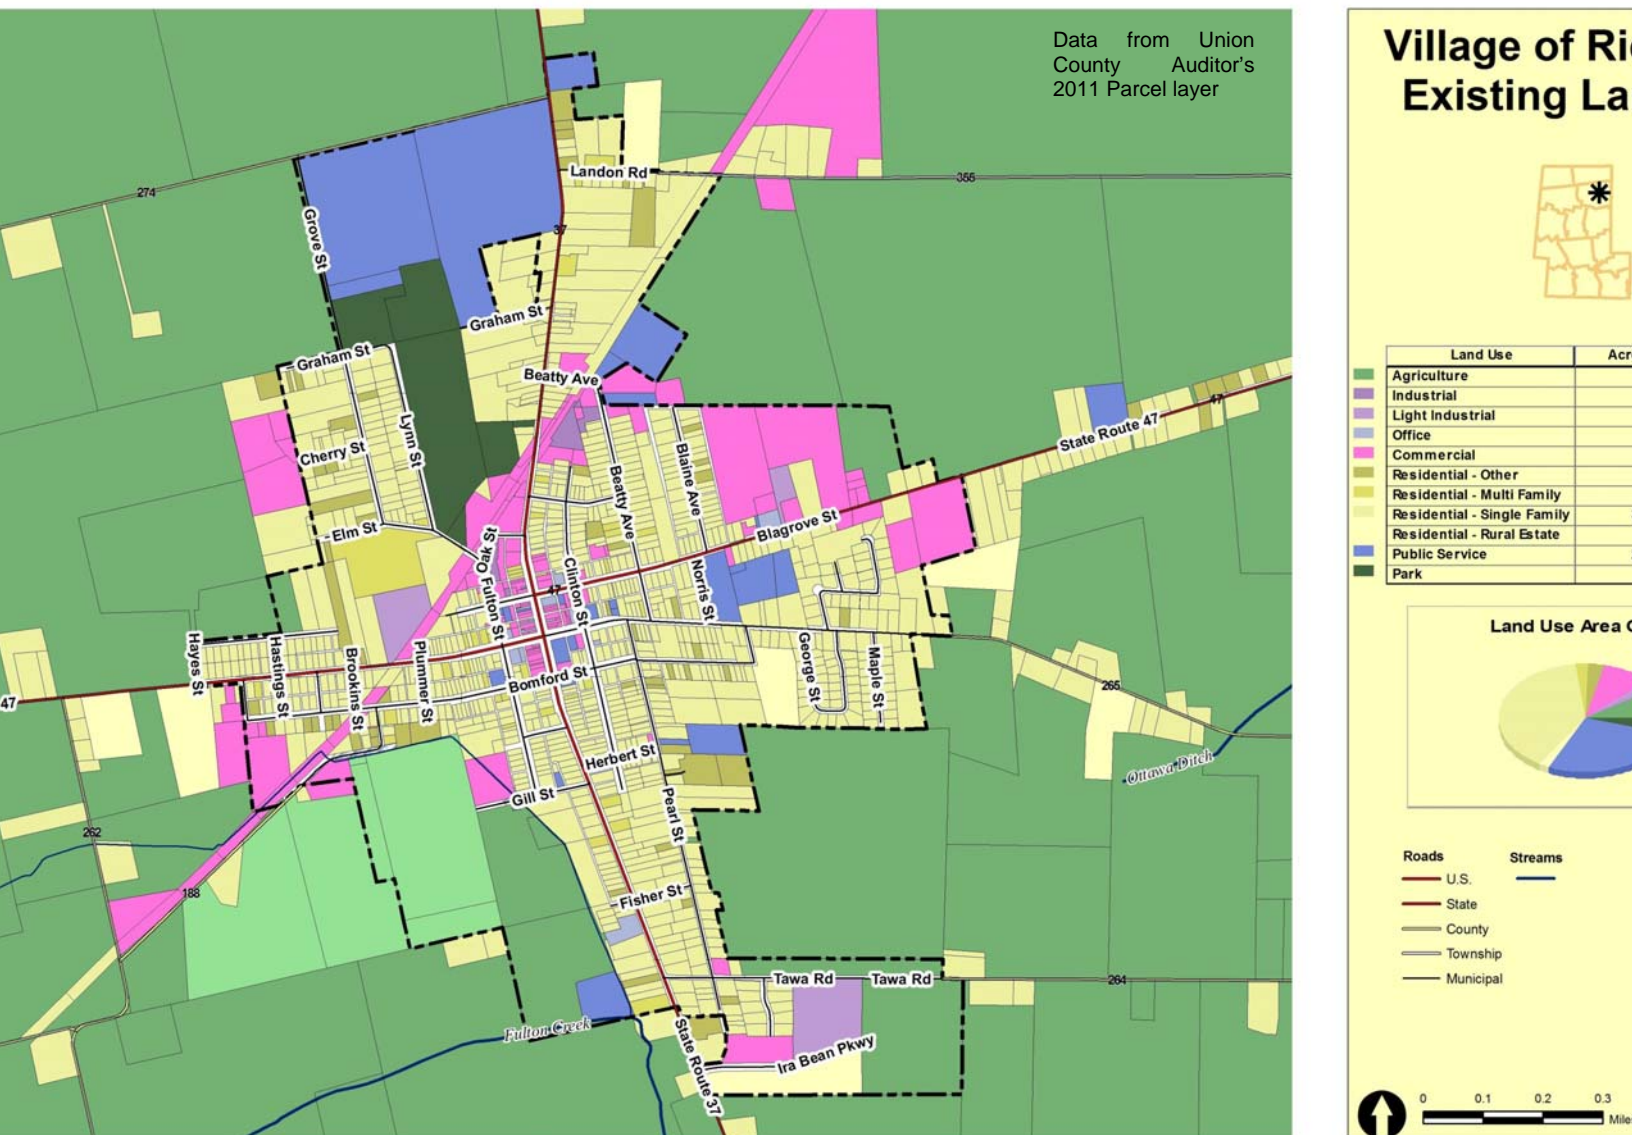 Data from Union
County Auditor's
2011 Parcel layer
Landon Rd
355
274
Grove St
37
Graham St
Graham St
Beatty Ave
Lynn St
Cherry St
Beatty Ave
Blaine Ave
State Route 47
47
Elm St
Oak St
Blagrove St
Fulton St
Clinton St
47
Norris St
Hayes St
Hastings St
Brookins St
Plummer St
George St
Maple St
Bomford St
265
47
Herbert St
Ottawa Ditch
Gill St
Pearl St
262
188
Fisher St
Tawa Rd
Tawa Rd
264
Fulton Creek
State Route 37
Ira Bean Pkwy
Village of Ri
Existing La
Land Use Acr
Agriculture
Industrial
Light Industrial
Office
Commercial
Residential - Other
Residential - Multi Family
Residential - Single Family
Residential - Rural Estate
Public Service
Park
Land Use Area
Roads Streams
U.S.
State
County
Township
Municipal
0 0.1 0.2 0.3
Mile